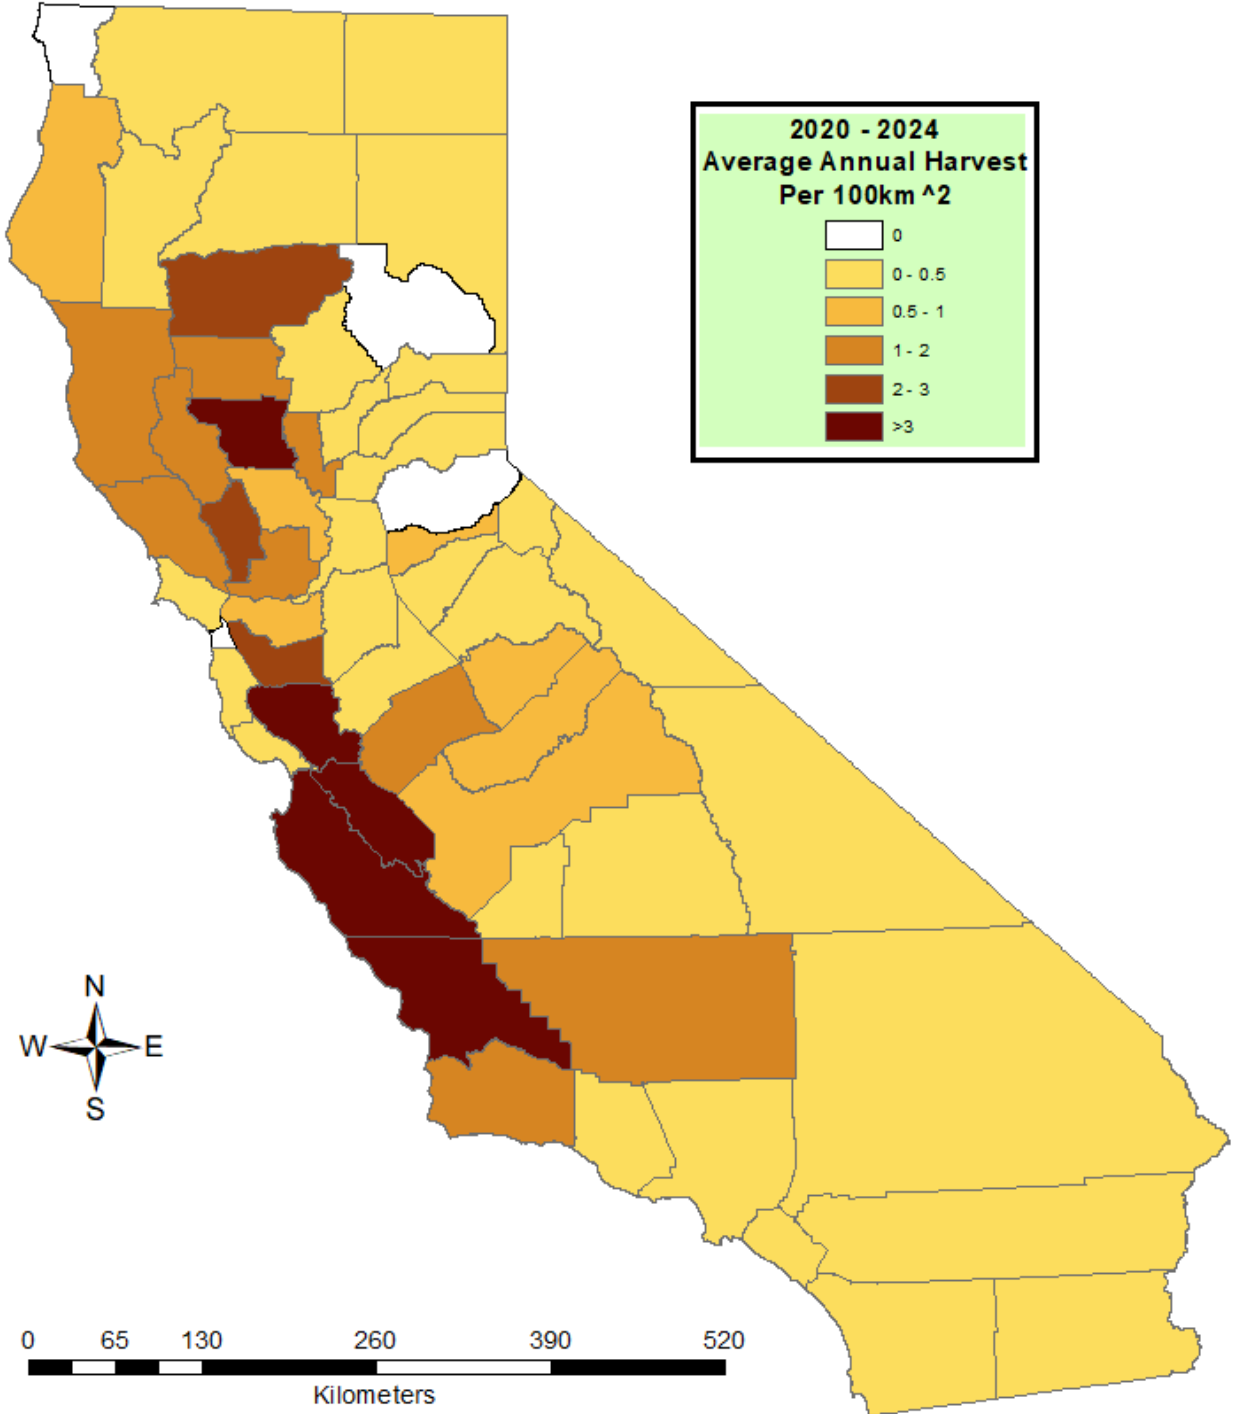 2020 - 2024
Average Annual Harvest
Per 100km ^2
0
0 - 0.5
0.5 - 1
1 - 2
2 - 3
>3
N
W E
S
0 65 130 260 390 520
Kilometers